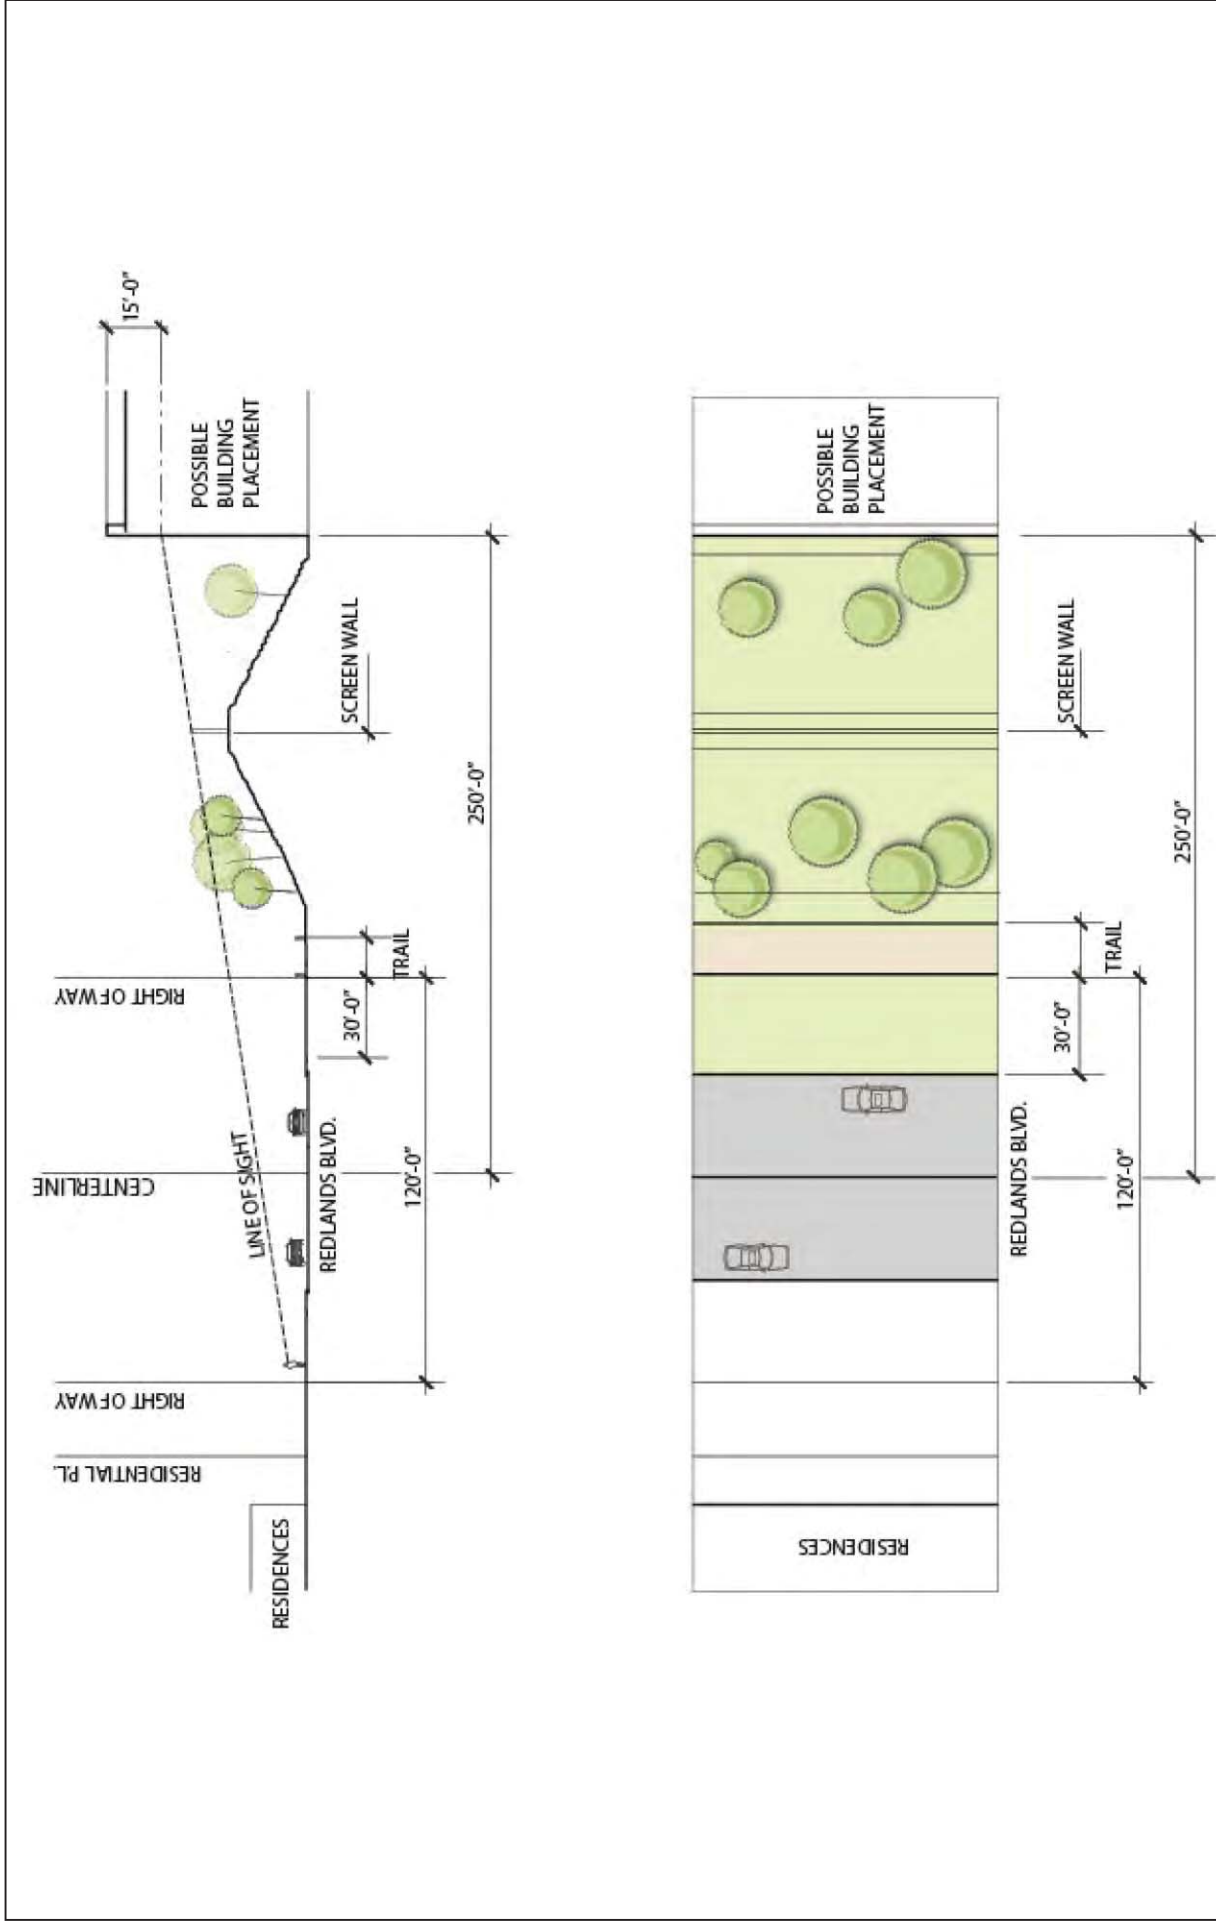 15'-0"
POSSIBLE
BUILDING
PLACEMENT
SCREEN WALL
250'-0"
TRAIL
RIGHT OF WAY
30'-0"
LINE OF SIGHT
CENTERLINE
REDLANDS BLVD.
120'-0"
RIGHT OF WAY
RESIDENTIAL P.L.
RESIDENCES
POSSIBLE
BUILDING
PLACEMENT
SCREEN WALL
250'-0"
TRAIL
30'-0"
REDLANDS BLVD.
120'-0"
RESIDENCES